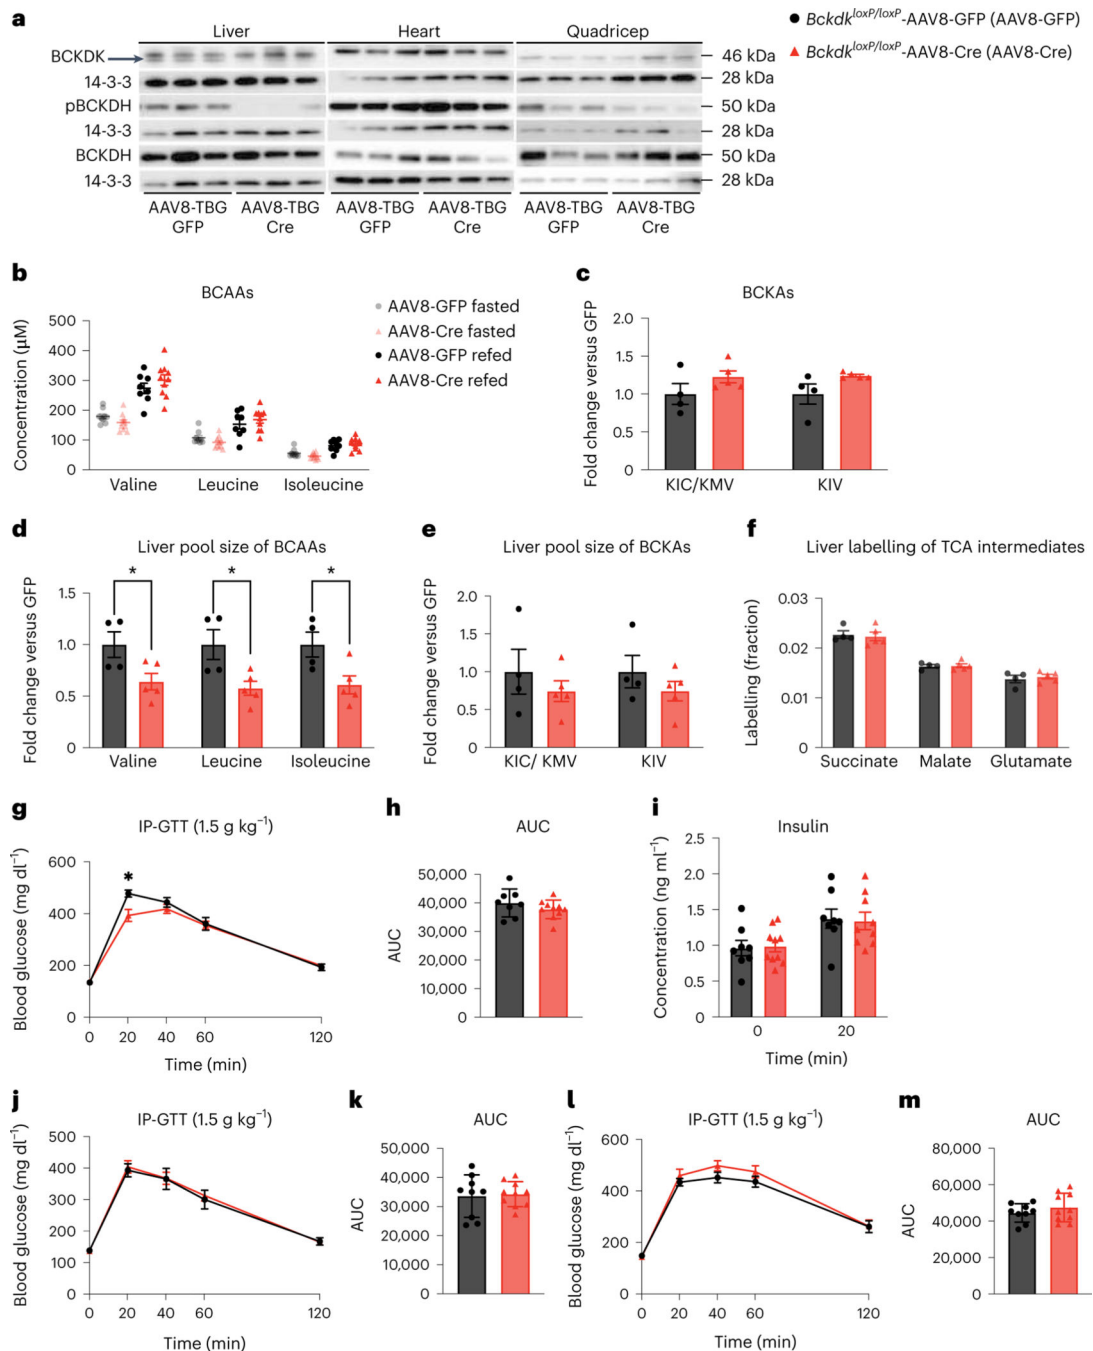 a
Liver
Heart
Quadricep
BCKDK
14-3-3
pBCKDH
14-3-3
BCKDH
14-3-3
46 kDa
28 kDa
50 kDa
28 kDa
50 kDa
28 kDa
AAV8-TBG GFP
AAV8-TBG Cre
AAV8-TBG GFP
AAV8-TBG Cre
AAV8-TBG GFP
AAV8-TBG Cre
Bckdk^loxP/loxP-AAV8-GFP (AAV8-GFP)
Bckdk^loxP/loxP-AAV8-Cre (AAV8-Cre)
b
BCAAs
Concentration (µM)
500
400
300
200
100
0
Valine
Leucine
Isoleucine
AAV8-GFP fasted
AAV8-Cre fasted
AAV8-GFP refed
AAV8-Cre refed
c
BCKAs
Fold change versus GFP
2.0
1.5
1.0
0.5
0
KIC/KMV
KIV
d
Liver pool size of BCAAs
Fold change versus GFP
1.5
1.0
0.5
0
*
*
*
Valine
Leucine
Isoleucine
e
Liver pool size of BCKAs
Fold change versus GFP
2.0
1.5
1.0
0.5
0
KIC/ KMV
KIV
f
Liver labelling of TCA intermediates
Labelling (fraction)
0.03
0.02
0.01
0
Succinate
Malate
Glutamate
g
IP-GTT (1.5 g kg⁻¹)
Blood glucose (mg dl⁻¹)
600
400
200
0
*
0
20
40
60
120
Time (min)
h
AUC
AUC
50,000
40,000
30,000
20,000
10,000
0
i
Insulin
Concentration (ng ml⁻¹)
2.5
2.0
1.5
1.0
0.5
0
0
20
Time (min)
j
IP-GTT (1.5 g kg⁻¹)
Blood glucose (mg dl⁻¹)
500
400
300
200
100
0
0
20
40
60
120
Time (min)
k
AUC
AUC
50,000
40,000
30,000
20,000
10,000
0
l
IP-GTT (1.5 g kg⁻¹)
Blood glucose (mg dl⁻¹)
600
400
200
0
0
20
40
60
120
Time (min)
m
AUC
AUC
80,000
60,000
40,000
20,000
0